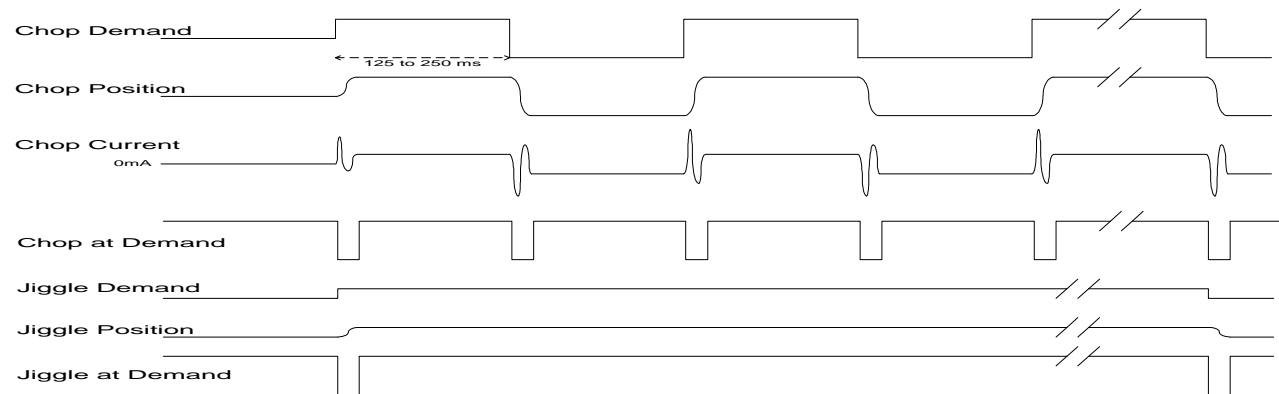 Chop Demand
125 to 250 ms
Chop Position
Chop Current
0mA
Chop at Demand
Jiggle Demand
Jiggle Position
Jiggle at Demand